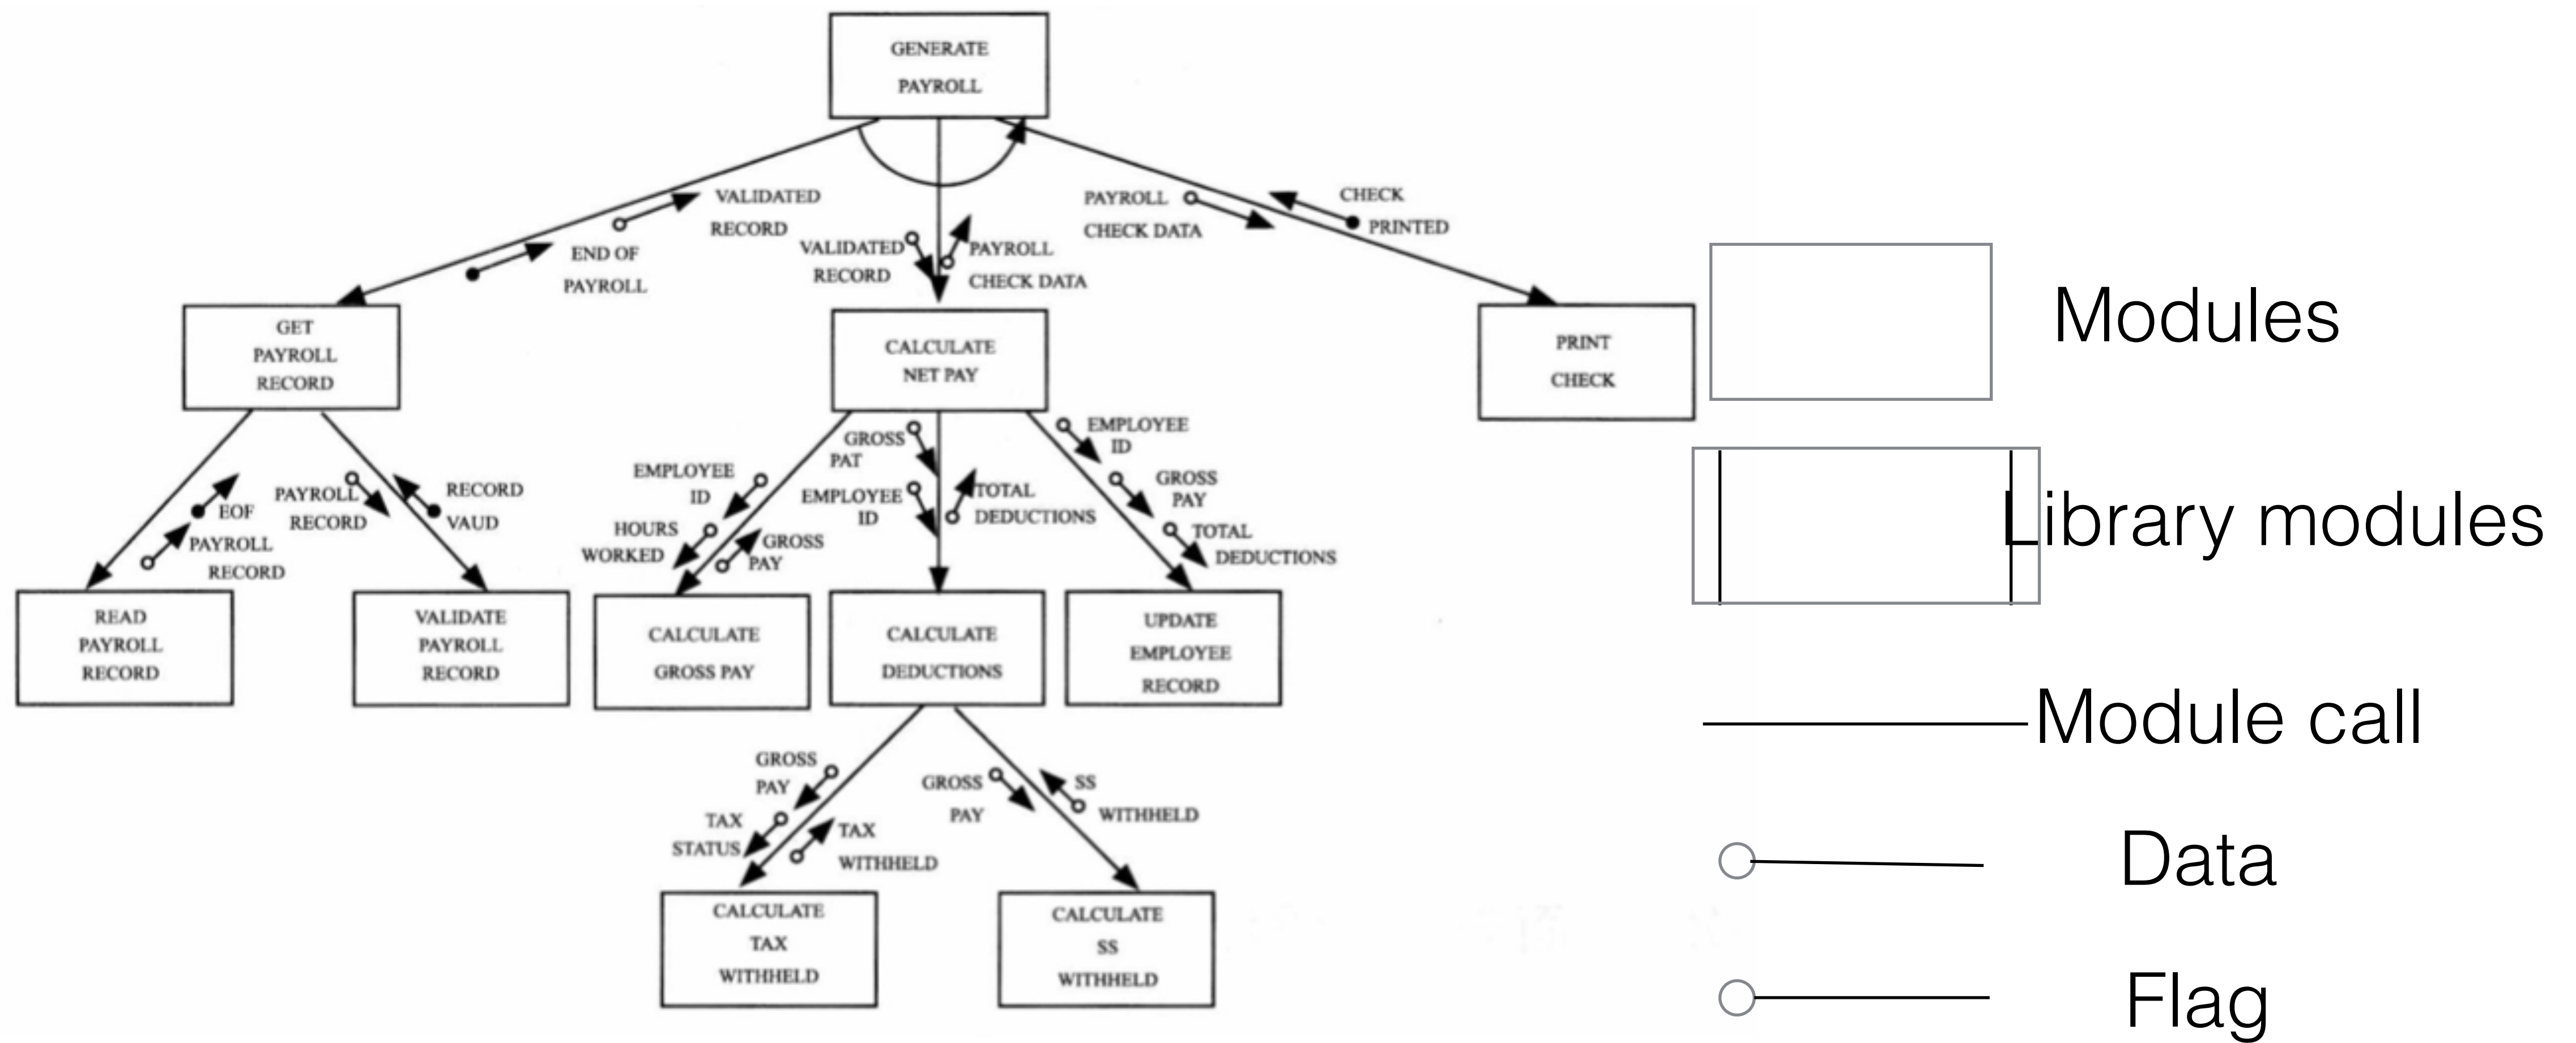 GENERATE
PAYROLL
VALIDATED
RECORD
END OF
PAYROLL
VALIDATED
RECORD
PAYROLL
CHECK DATA
PAYROLL
CHECK DATA
CHECK
PRINTED
GET
PAYROLL
RECORD
CALCULATE
NET PAY
PRINT
CHECK
EOF
PAYROLL
RECORD
PAYROLL
RECORD
RECORD
VAUD
EMPLOYEE
ID
HOURS
WORKED
GROSS
PAY
GROSS
PAT
EMPLOYEE
ID
TOTAL
DEDUCTIONS
EMPLOYEE
ID
GROSS
PAY
TOTAL
DEDUCTIONS
READ
PAYROLL
RECORD
VALIDATE
PAYROLL
RECORD
CALCULATE
GROSS PAY
CALCULATE
DEDUCTIONS
UPDATE
EMPLOYEE
RECORD
GROSS
PAY
TAX
STATUS
TAX
WITHHELD
GROSS
PAY
SS
WITHHELD
CALCULATE
TAX
WITHHELD
CALCULATE
SS
WITHHELD
Modules
Library modules
Module call
Data
Flag